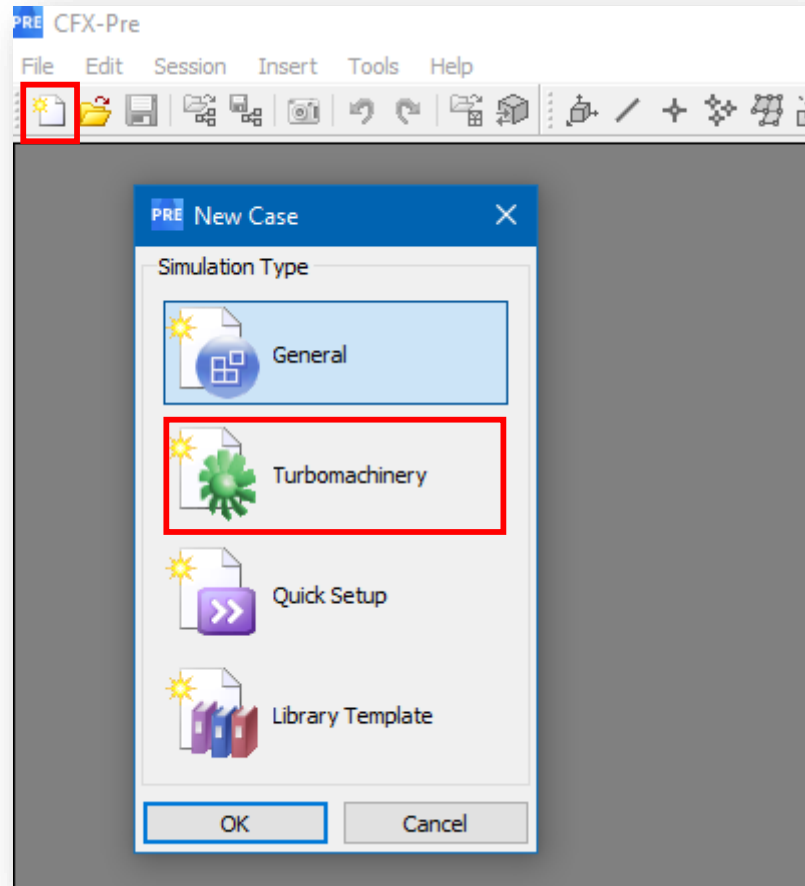 PRE CFX-Pre
File Edit Session Insert Tools Help
PRE New Case
Simulation Type
General
Turbomachinery
Quick Setup
Library Template
OK Cancel